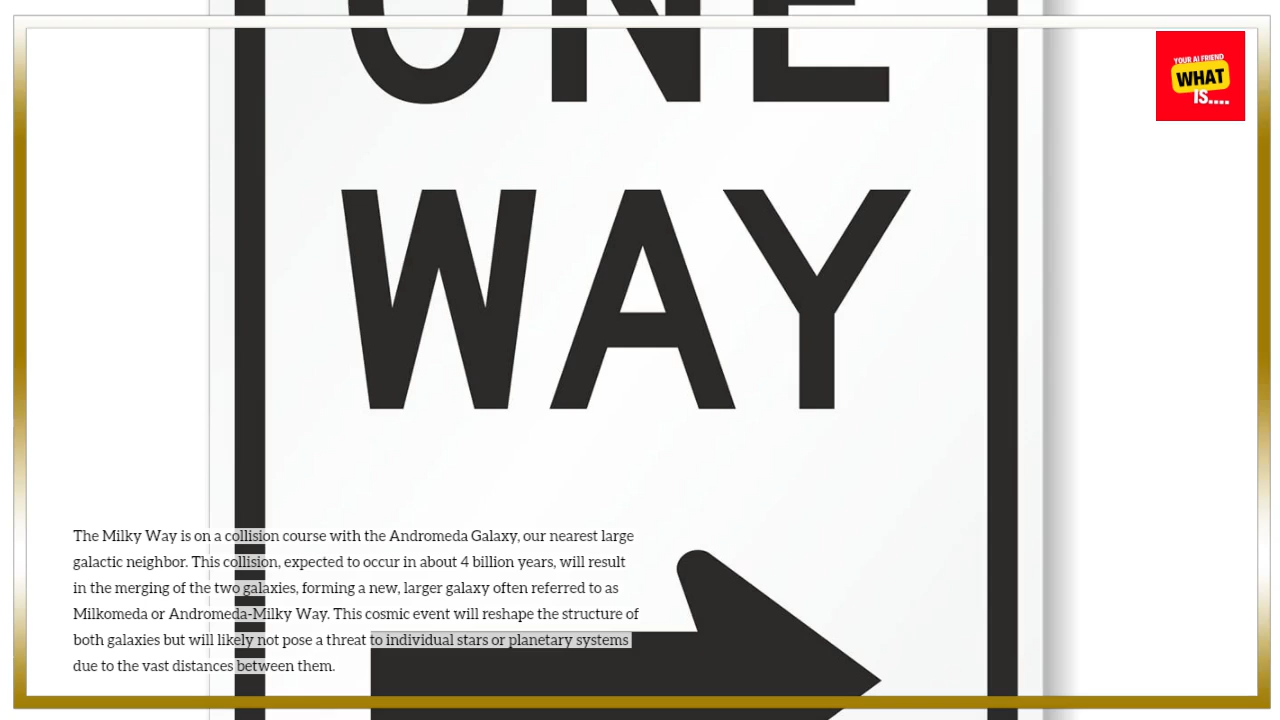 ONE
YOUR AI FRIEND
WHAT
IS....
WAY
The Milky Way is on a collision course with the Andromeda Galaxy, our nearest large
galactic neighbor. This collision, expected to occur in about 4 billion years, will result
in the merging of the two galaxies, forming a new, larger galaxy often referred to as
Milkomeda or Andromeda-Milky Way. This cosmic event will reshape the structure of
both galaxies but will likely not pose a threat to individual stars or planetary systems
due to the vast distances between them.